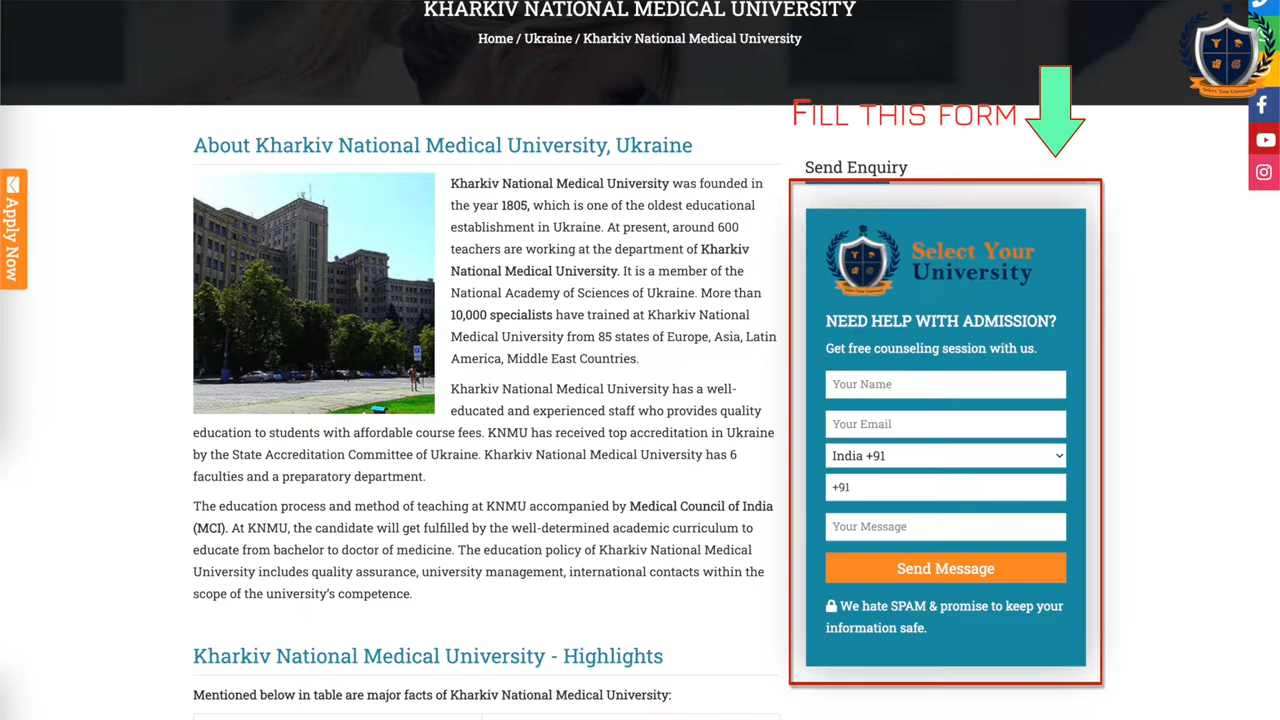 KHARKIV NATIONAL MEDICAL UNIVERSITY
Home / Ukraine / Kharkiv National Medical University
Select Your University
FILL THIS FORM
About Kharkiv National Medical University, Ukraine
Kharkiv National Medical University was founded in
the year 1805, which is one of the oldest educational
establishment in Ukraine. At present, around 600
teachers are working at the department of Kharkiv
National Medical University. It is a member of the
National Academy of Sciences of Ukraine. More than
10,000 specialists have trained at Kharkiv National
Medical University from 85 states of Europe, Asia, Latin
America, Middle East Countries.
Kharkiv National Medical University has a well-
educated and experienced staff who provides quality
education to students with affordable course fees. KNMU has received top accreditation in Ukraine
by the State Accreditation Committee of Ukraine. Kharkiv National Medical University has 6
faculties and a preparatory department.
The education process and method of teaching at KNMU accompanied by Medical Council of India
(MCI). At KNMU, the candidate will get fulfilled by the well-determined academic curriculum to
educate from bachelor to doctor of medicine. The education policy of Kharkiv National Medical
University includes quality assurance, university management, international contacts within the
scope of the university's competence.
Kharkiv National Medical University - Highlights
Mentioned below in table are major facts of Kharkiv National Medical University:
Apply Now
Send Enquiry
Select Your University
Select Your
University
NEED HELP WITH ADMISSION?
Get free counseling session with us.
Your Name
Your Email
India +91
+91
Your Message
Send Message
We hate SPAM & promise to keep your
information safe.